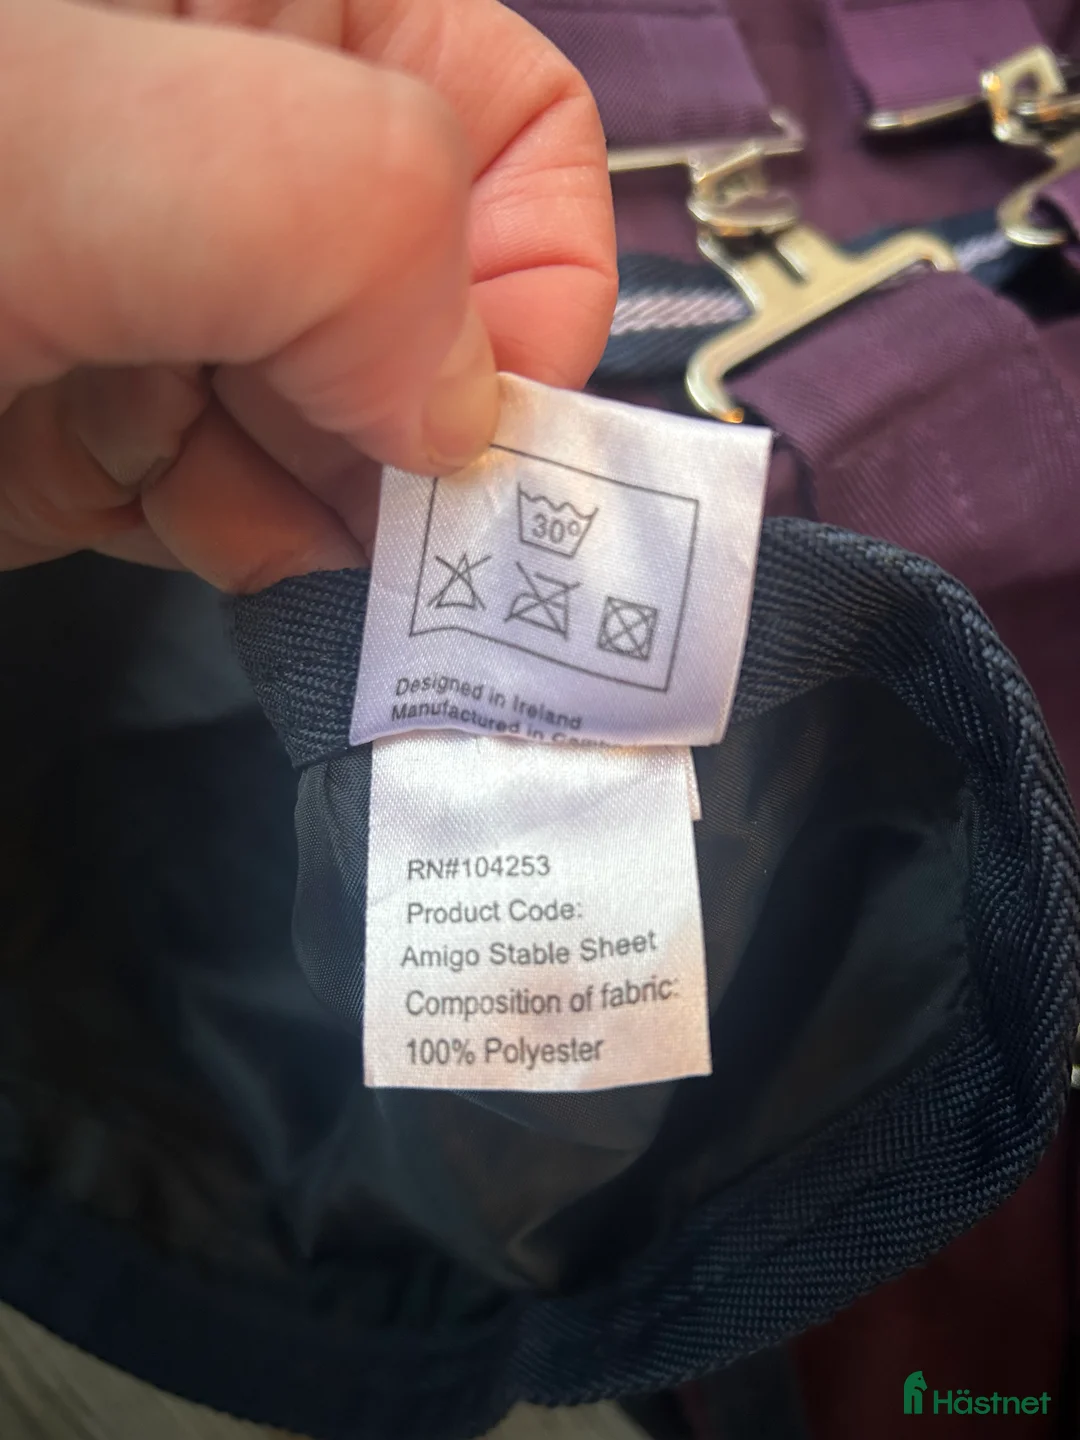 30°
Designed in Ireland
Manufactured in
RN#104253
Product Code:
Amigo Stable Sheet
Composition of fabric:
100% Polyester
Hästnet